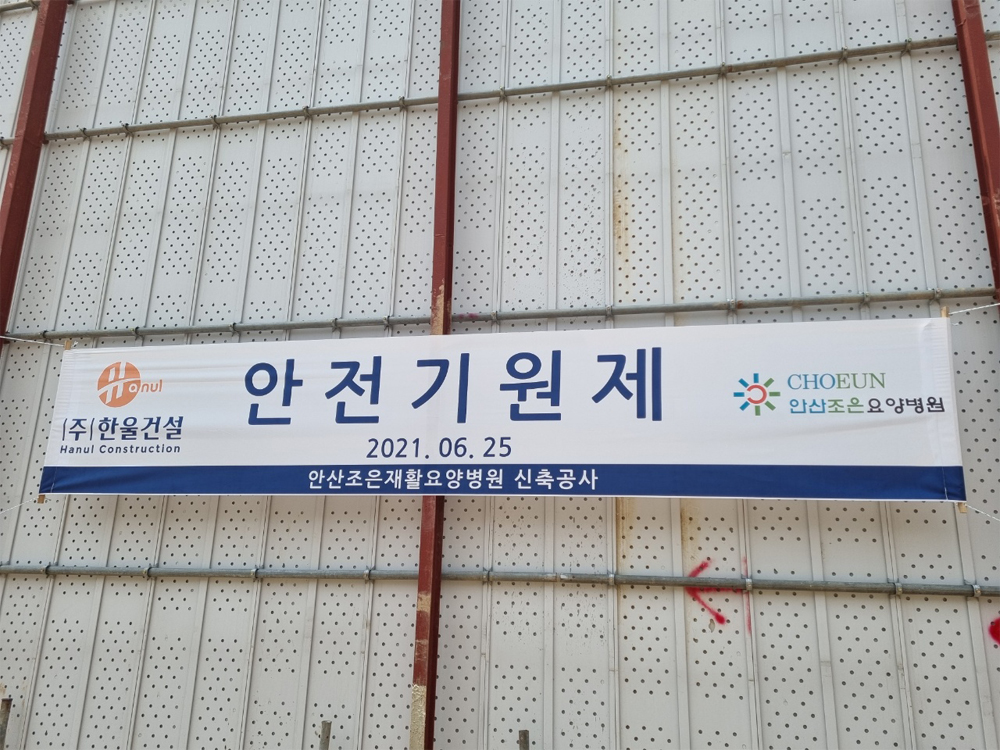 Hanul
(주)한울건설
Hanul Construction
안전기원제
2021. 06. 25
CHOEUN
안산조은요양병원
안산조은재활요양병원 신축공사